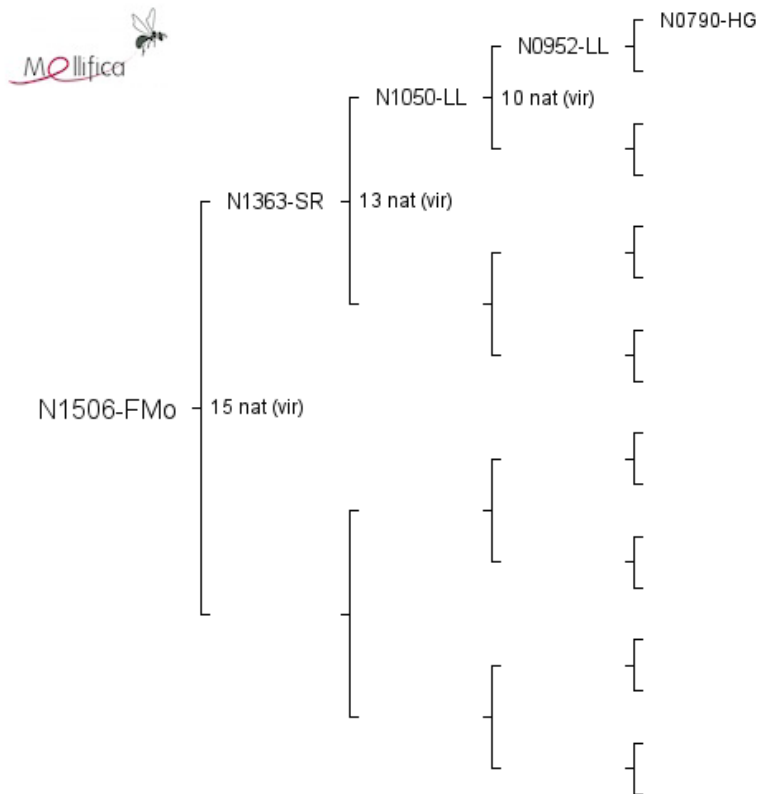 Mellifica
N0790-HG
N0952-LL
N1050-LL
10 nat (vir)
N1363-SR
13 nat (vir)
N1506-FMo
15 nat (vir)